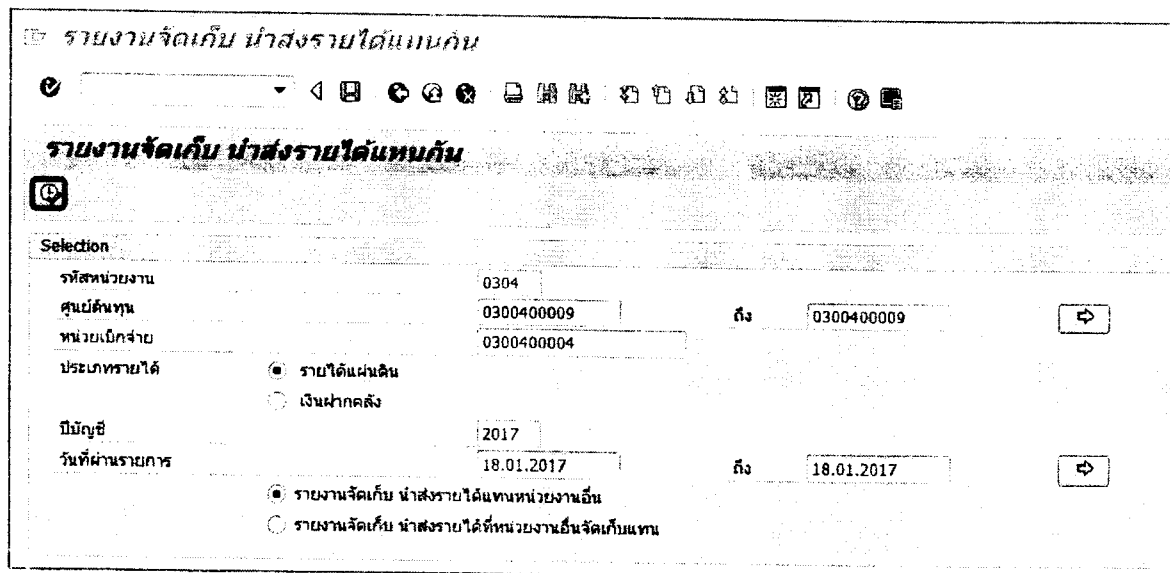 รายงานจัดเก็บ นำส่งรายได้แทนกัน
รายงานจัดเก็บ นำส่งรายได้แทนกัน
Selection
รหัสหน่วยงาน 0304
ศูนย์ต้นทุน 0300400009 ถึง 0300400009
หน่วยเบิกจ่าย 0300400004
ประเภทรายได้ รายได้แผ่นดิน
เงินฝากคลัง
ปีบัญชี 2017
วันที่ผ่านรายการ 18.01.2017 ถึง 18.01.2017
รายงานจัดเก็บ นำส่งรายได้แทนหน่วยงานอื่น
รายงานจัดเก็บ นำส่งรายได้ที่หน่วยงานอื่นจัดเก็บแทน